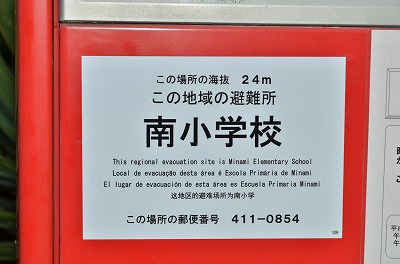 この場所の海抜 24m
この地域の避難所
南小学校
This regional evacuation site is Minami Elementary School
Local de evacuação desta área é Escola Primária de Minami
El lugar de evacuación de esta área es Escuela Primaria Minami
这地区的避难场所为南小学
この場所の郵便番号 411-0854